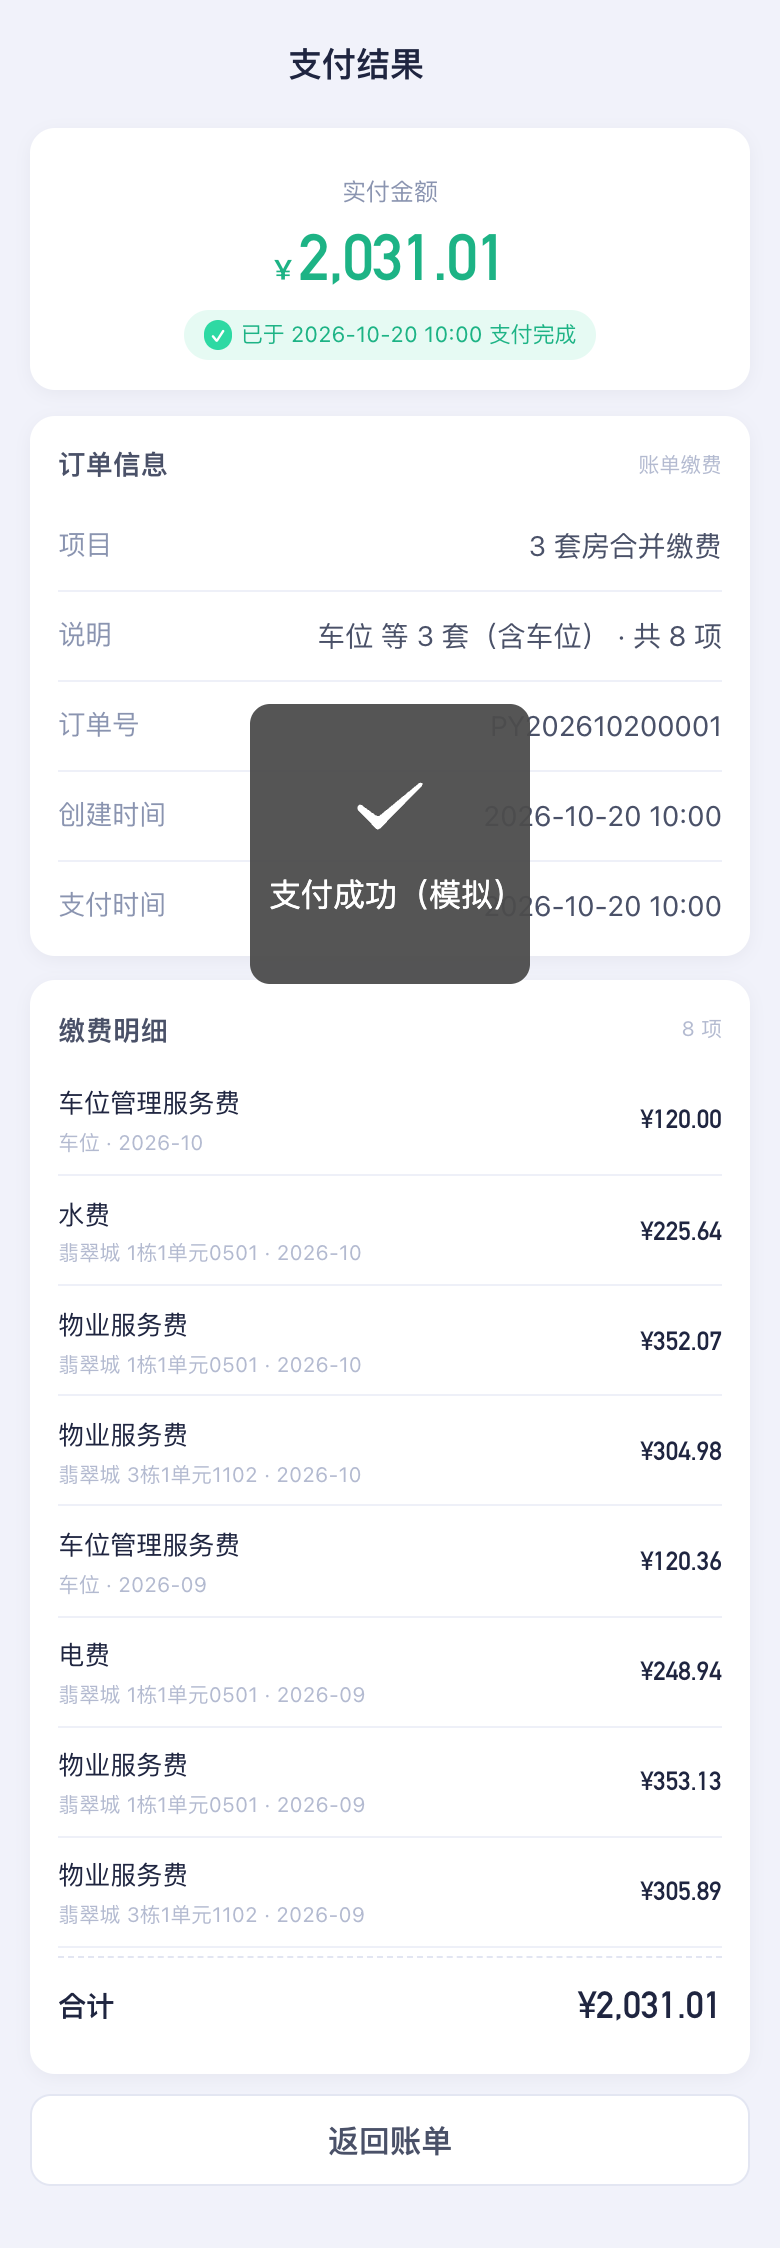 支付结果
实付金额
¥2,031.01
已于 2026-10-20 10:00 支付完成
订单信息
账单缴费
项目
3 套房合并缴费
说明
车位 等 3 套（含车位） · 共 8 项
订单号
PY202610200001
创建时间
2026-10-20 10:00
支付成功（模拟）
支付时间
2026-10-20 10:00
缴费明细
8 项
车位管理服务费
车位 · 2026-10
¥120.00
水费
翡翠城 1栋1单元0501 · 2026-10
¥225.64
物业服务费
翡翠城 1栋1单元0501 · 2026-10
¥352.07
物业服务费
翡翠城 3栋1单元1102 · 2026-10
¥304.98
车位管理服务费
车位 · 2026-09
¥120.36
电费
翡翠城 1栋1单元0501 · 2026-09
¥248.94
物业服务费
翡翠城 1栋1单元0501 · 2026-09
¥353.13
物业服务费
翡翠城 3栋1单元1102 · 2026-09
¥305.89
合计
¥2,031.01
返回账单